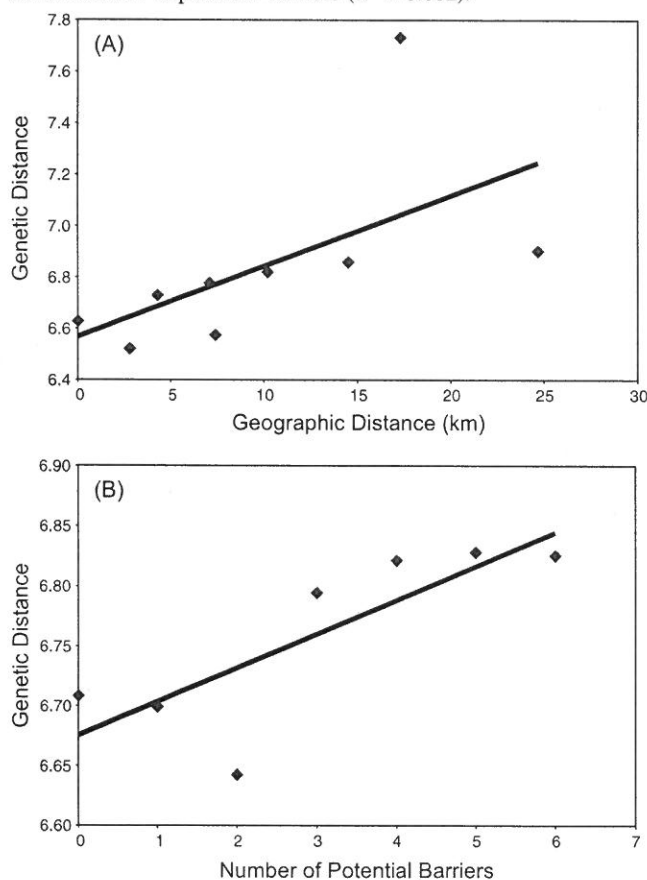 (A)
7.8
7.6
7.4
7.2
7.0
6.8
6.6
6.4
Genetic Distance
0 5 10 15 20 25 30
Geographic Distance (km)
(B)
6.90
6.85
6.80
6.75
6.70
6.65
6.60
Genetic Distance
0 1 2 3 4 5 6 7
Number of Potential Barriers